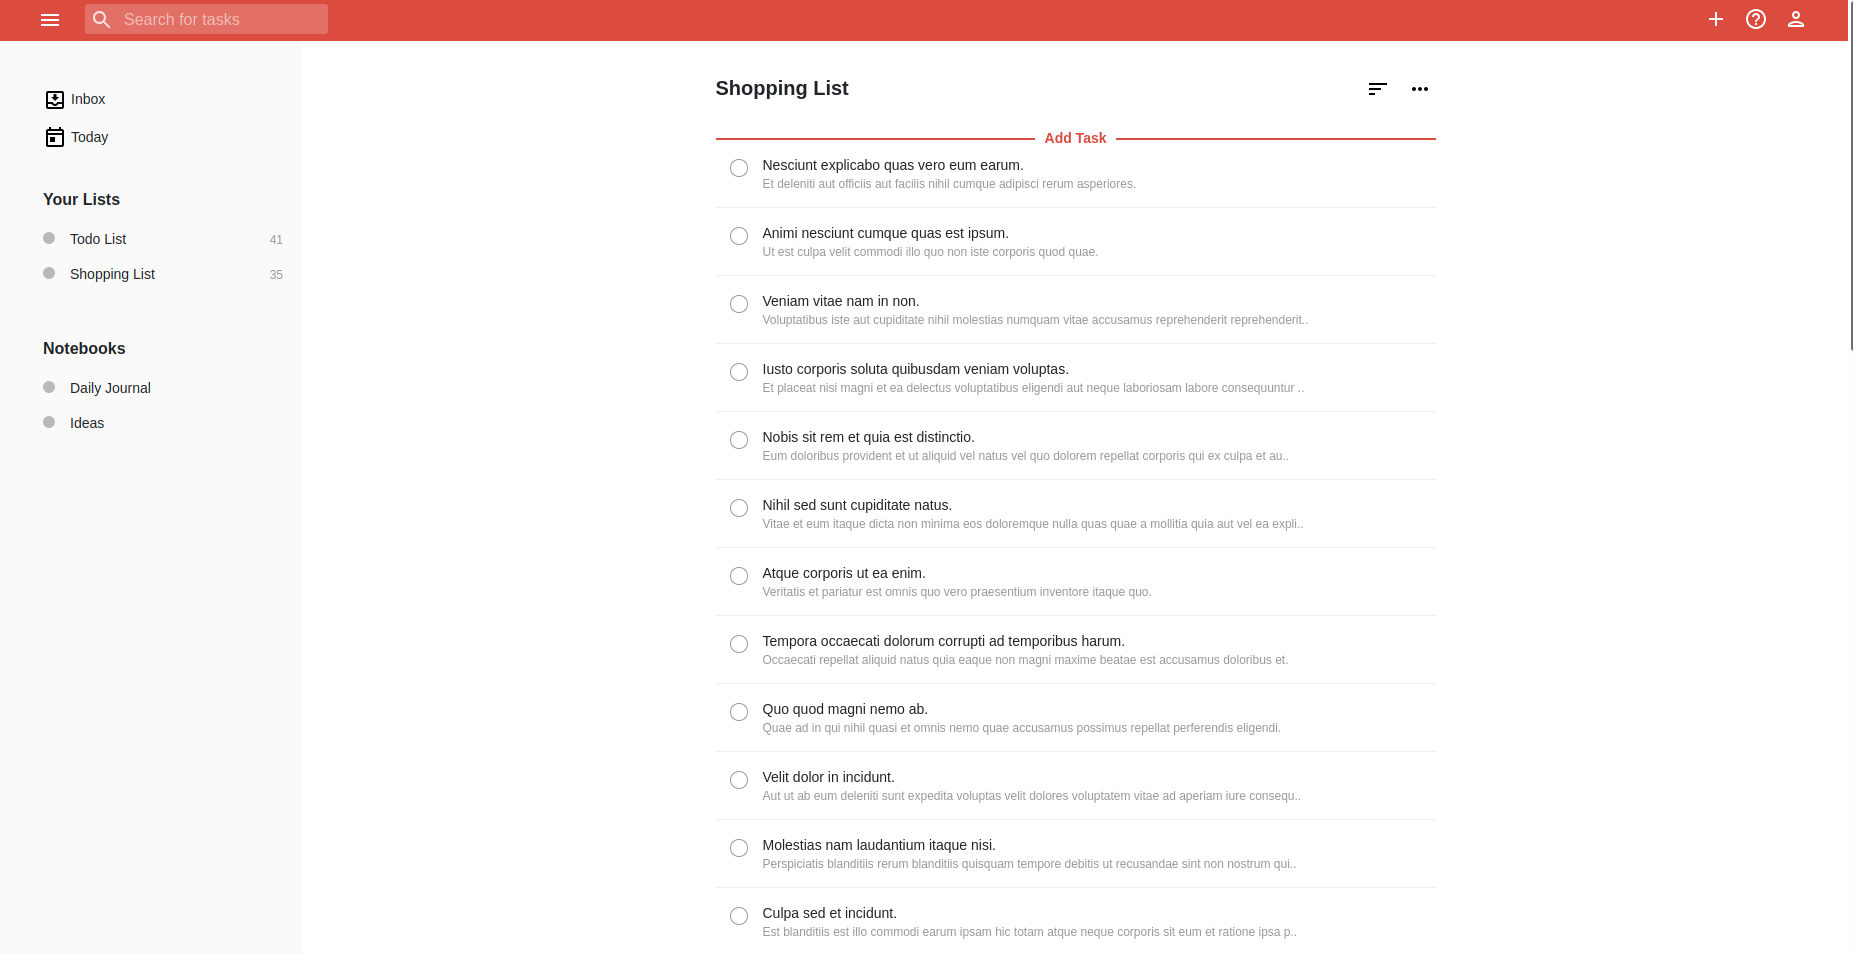 Search for tasks
Inbox
Today
Your Lists
Todo List 41
Shopping List 35
Notebooks
Daily Journal
Ideas
Shopping List
Add Task
Nesciunt explicabo quas vero eum earum.
Et deleniti aut officiis aut facilis nihil cumque adipisci rerum asperiores.
Animi nesciunt cumque quas est ipsum.
Ut est culpa velit commodi illo quo non iste corporis quod quae.
Veniam vitae nam in non.
Voluptatibus iste aut cupiditate nihil molestias numquam vitae accusamus reprehenderit reprehenderit..
Iusto corporis soluta quibusdam veniam voluptas.
Et placeat nisi magni et ea delectus voluptatibus eligendi aut neque laboriosam labore consequuntur ..
Nobis sit rem et quia est distinctio.
Eum doloribus provident et ut aliquid vel natus vel quo dolorem repellat corporis qui ex culpa et au..
Nihil sed sunt cupiditate natus.
Vitae et eum itaque dicta non minima eos doloremque nulla quas quae a mollitia quia aut vel ea expli..
Atque corporis ut ea enim.
Veritatis et pariatur est omnis quo vero praesentium inventore itaque quo.
Tempora occaecati dolorum corrupti ad temporibus harum.
Occaecati repellat aliquid natus quia eaque non magni maxime beatae est accusamus doloribus et.
Quo quod magni nemo ab.
Quae ad in qui nihil quasi et omnis nemo quae accusamus possimus repellat perferendis eligendi.
Velit dolor in incidunt.
Aut ut ab eum deleniti sunt expedita voluptas velit dolores voluptatem vitae ad aperiam iure consequ..
Molestias nam laudantium itaque nisi.
Perspiciatis blanditiis rerum blanditiis quisquam tempore debitis ut recusandae sint non nostrum qui..
Culpa sed et incidunt.
Est blanditiis est illo commodi earum ipsam hic totam atque neque corporis sit eum et ratione ipsa p..